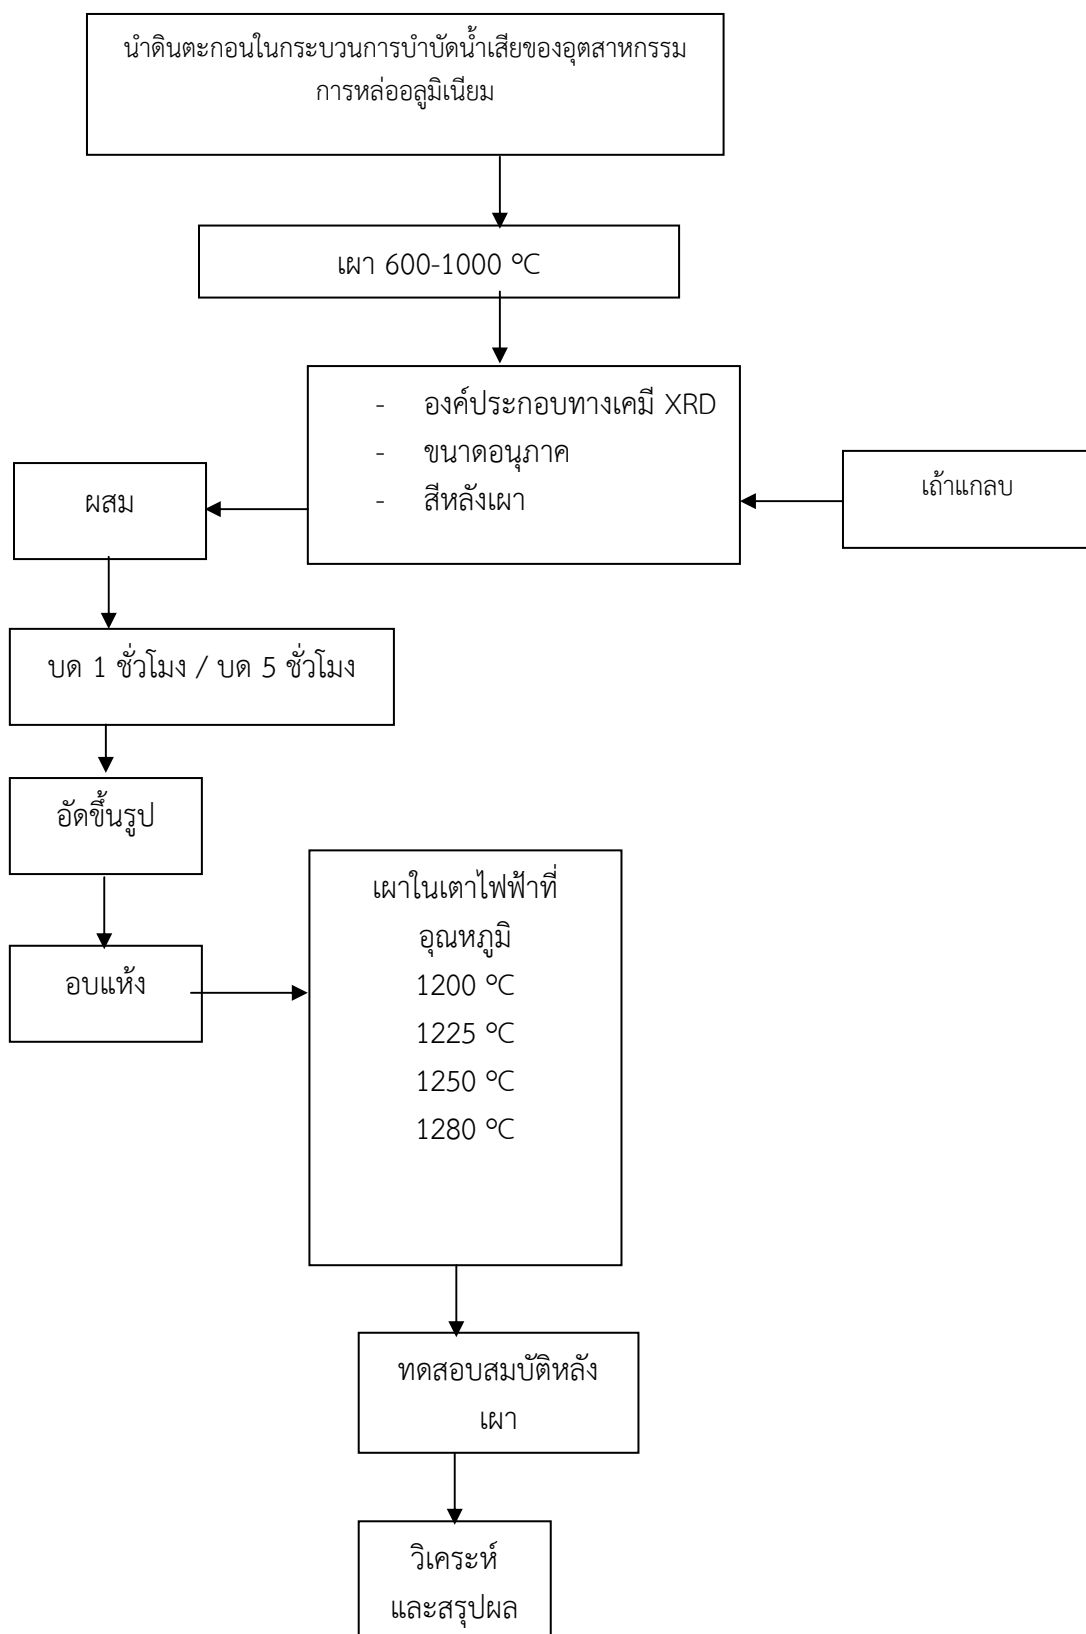 นำดินตะกอนในกระบวนการบำบัดน้ำเสียของอุตสาหกรรม
การหล่ออลูมิเนียม
เผา 600-1000 °C
- องค์ประกอบทางเคมี XRD
- ขนาดอนุภาค
- สีหลังเผา
เถ้าแกลบ
ผสม
บด 1 ชั่วโมง / บด 5 ชั่วโมง
อัดขึ้นรูป
อบแห้ง
เผาในเตาไฟฟ้าที่
อุณหภูมิ
1200 °C
1225 °C
1250 °C
1280 °C
ทดสอบสมบัติหลัง
เผา
วิเคระห์
และสรุปผล